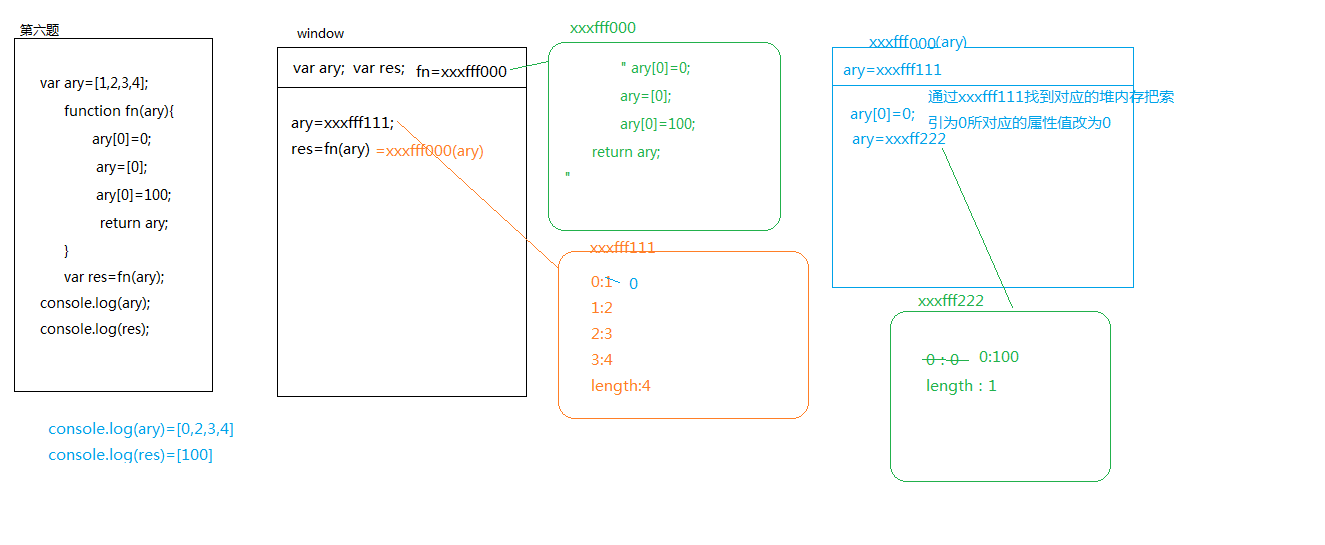 第六题
var ary=[1,2,3,4];
function fn(ary){
ary[0]=0;
ary=[0];
ary[0]=100;
return ary;
}
var res=fn(ary);
console.log(ary);
console.log(res);
console.log(ary)=[0,2,3,4]
console.log(res)=[100]
window
var ary; var res; fn=xxxfff000
ary=xxxfff111;
res=fn(ary) =xxxfff000(ary)
xxxfff000
" ary[0]=0;
ary=[0];
ary[0]=100;
return ary;
"
xxxfff111
0:1 0
1:2
2:3
3:4
length:4
xxxfff000(ary)
ary=xxxfff111
ary[0]=0; 通过xxxfff111找到对应的堆内存把索
引为0所对应的属性值改为0
ary=xxxff222
xxxfff222
0：0 0:100
length：1